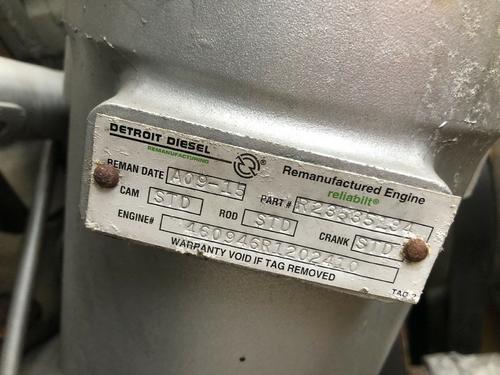 DETROIT DIESEL
REMANUFACTURING
Remanufactured Engine
reliabilt®
REMAN DATE A09-15 PART #
CAM STD ROD STD CRANK STD
ENGINE# 460946R1202410
WARRANTY VOID IF TAG REMOVED